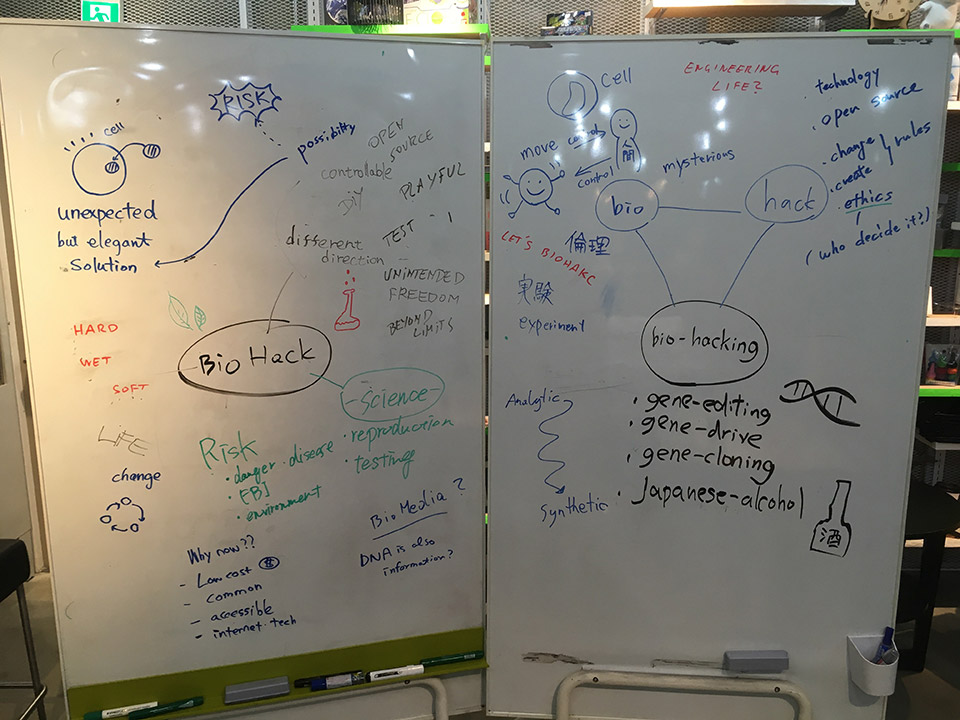 RISK
cell
possibility
OPEN
SOURCE
controllable
DIY
PLAYFUL
unexpected
but elegant
solution
TEST
different
direction
UNINTENDED
FREEDOM
BEYOND
LIMITS
HARD
WET
SOFT
Bio Hack
-Science-
LIFE
change
Risk
・danger ・disease
・FBI
・environment
・reproduction
・testing
Bio Media?
DNA is also
information?
Why now??
- Low cost
- common
- accessible
- internet tech
cell
ENGINEERING
LIFE?
move
人間
control
mysterious
bio
hack
・technology
・open source
・change
・create
rules
・ethics
(who decide it?)
LET'S BIOHAKC
倫理
実験
experiment
bio-hacking
Analytic
Synthetic
・gene-editing
・gene-drive
・gene-cloning
・Japanese-alcohol
酒